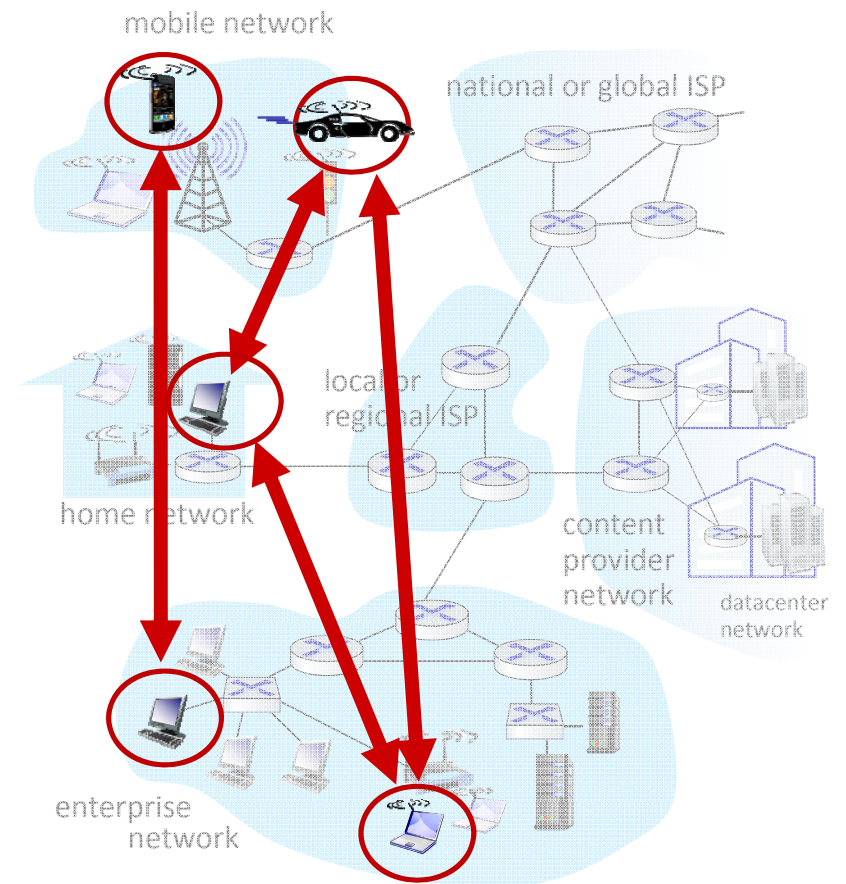 mobile network
national or global ISP
local or
regional ISP
home network
content
provider
network
datacenter
network
enterprise
network